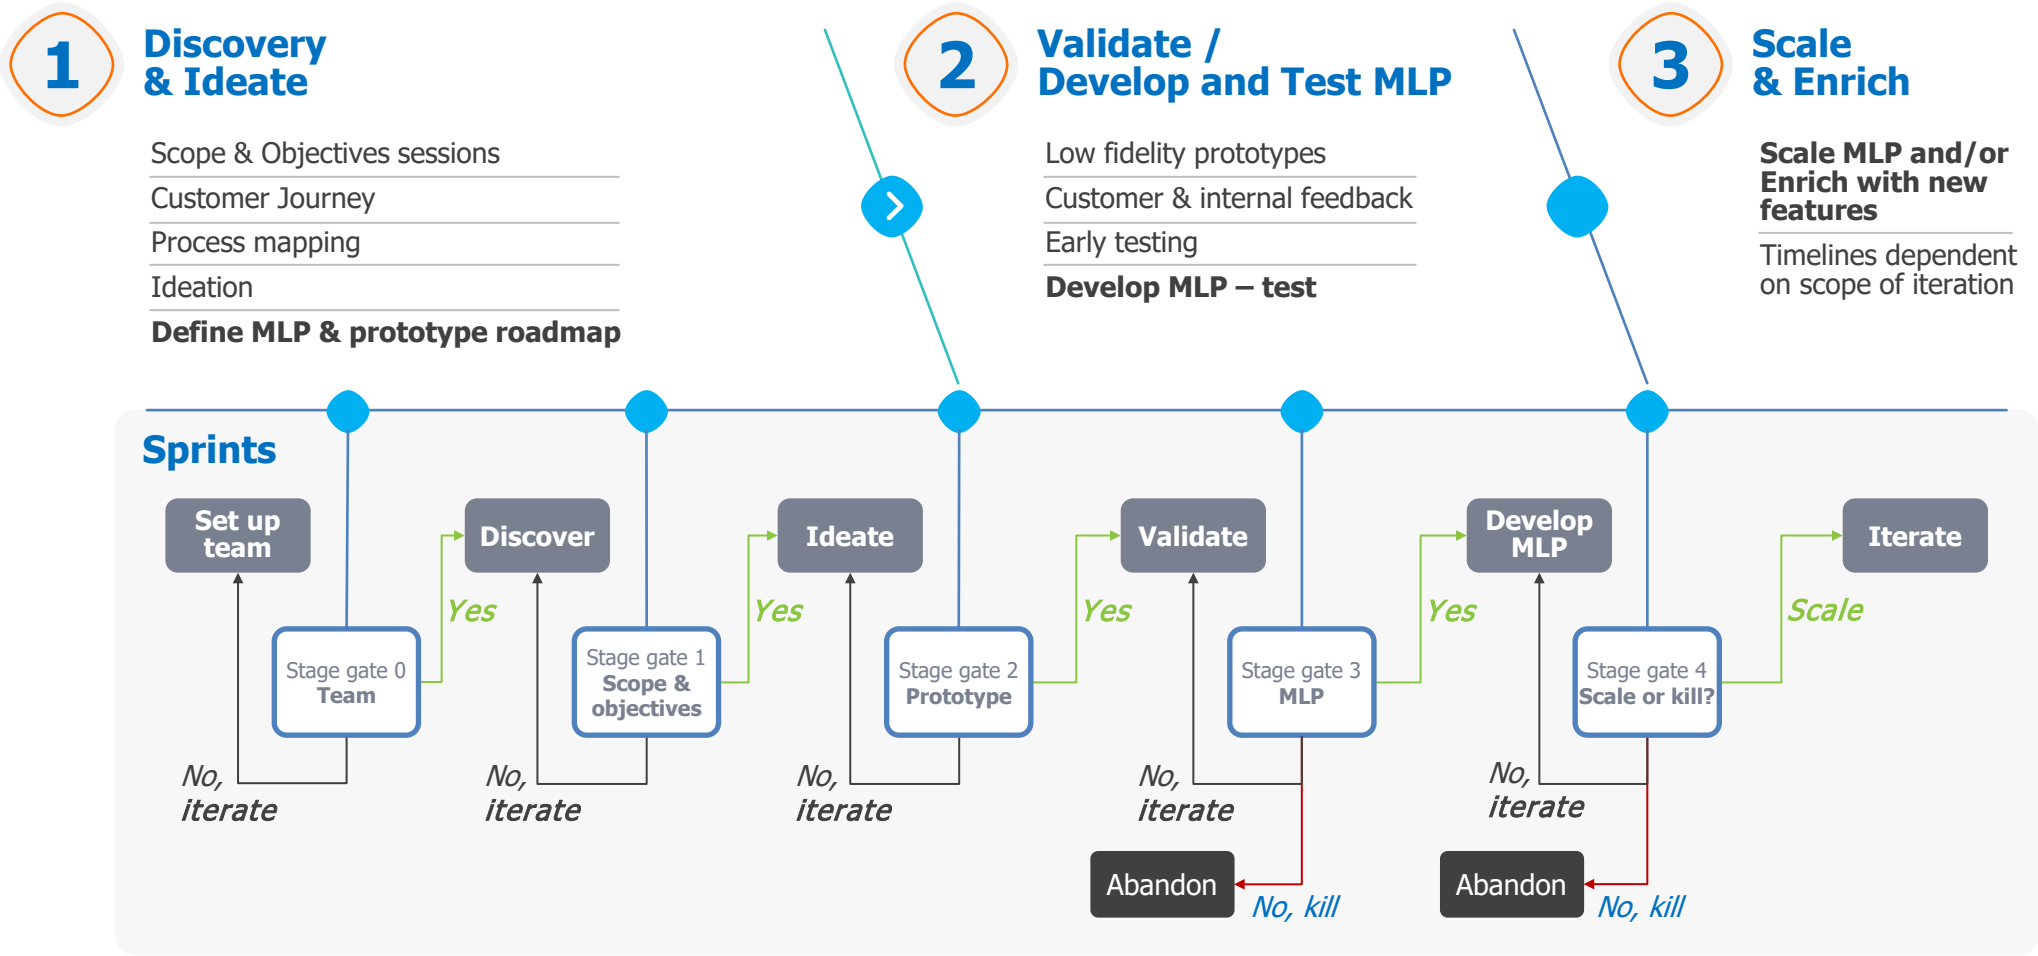 1
Discovery
& Ideate
Scope & Objectives sessions
Customer Journey
Process mapping
Ideation
Define MLP & prototype roadmap
2
Validate /
Develop and Test MLP
Low fidelity prototypes
Customer & internal feedback
Early testing
Develop MLP – test
3
Scale
& Enrich
Scale MLP and/or
Enrich with new
features
Timelines dependent
on scope of iteration
Sprints
Set up
team
Discover
Ideate
Validate
Develop
MLP
Iterate
Yes
Yes
Yes
Yes
Scale
Stage gate 0
Team
Stage gate 1
Scope &
objectives
Stage gate 2
Prototype
Stage gate 3
MLP
Stage gate 4
Scale or kill?
No,
iterate
No,
iterate
No,
iterate
No,
iterate
No,
iterate
Abandon
No, kill
Abandon
No, kill